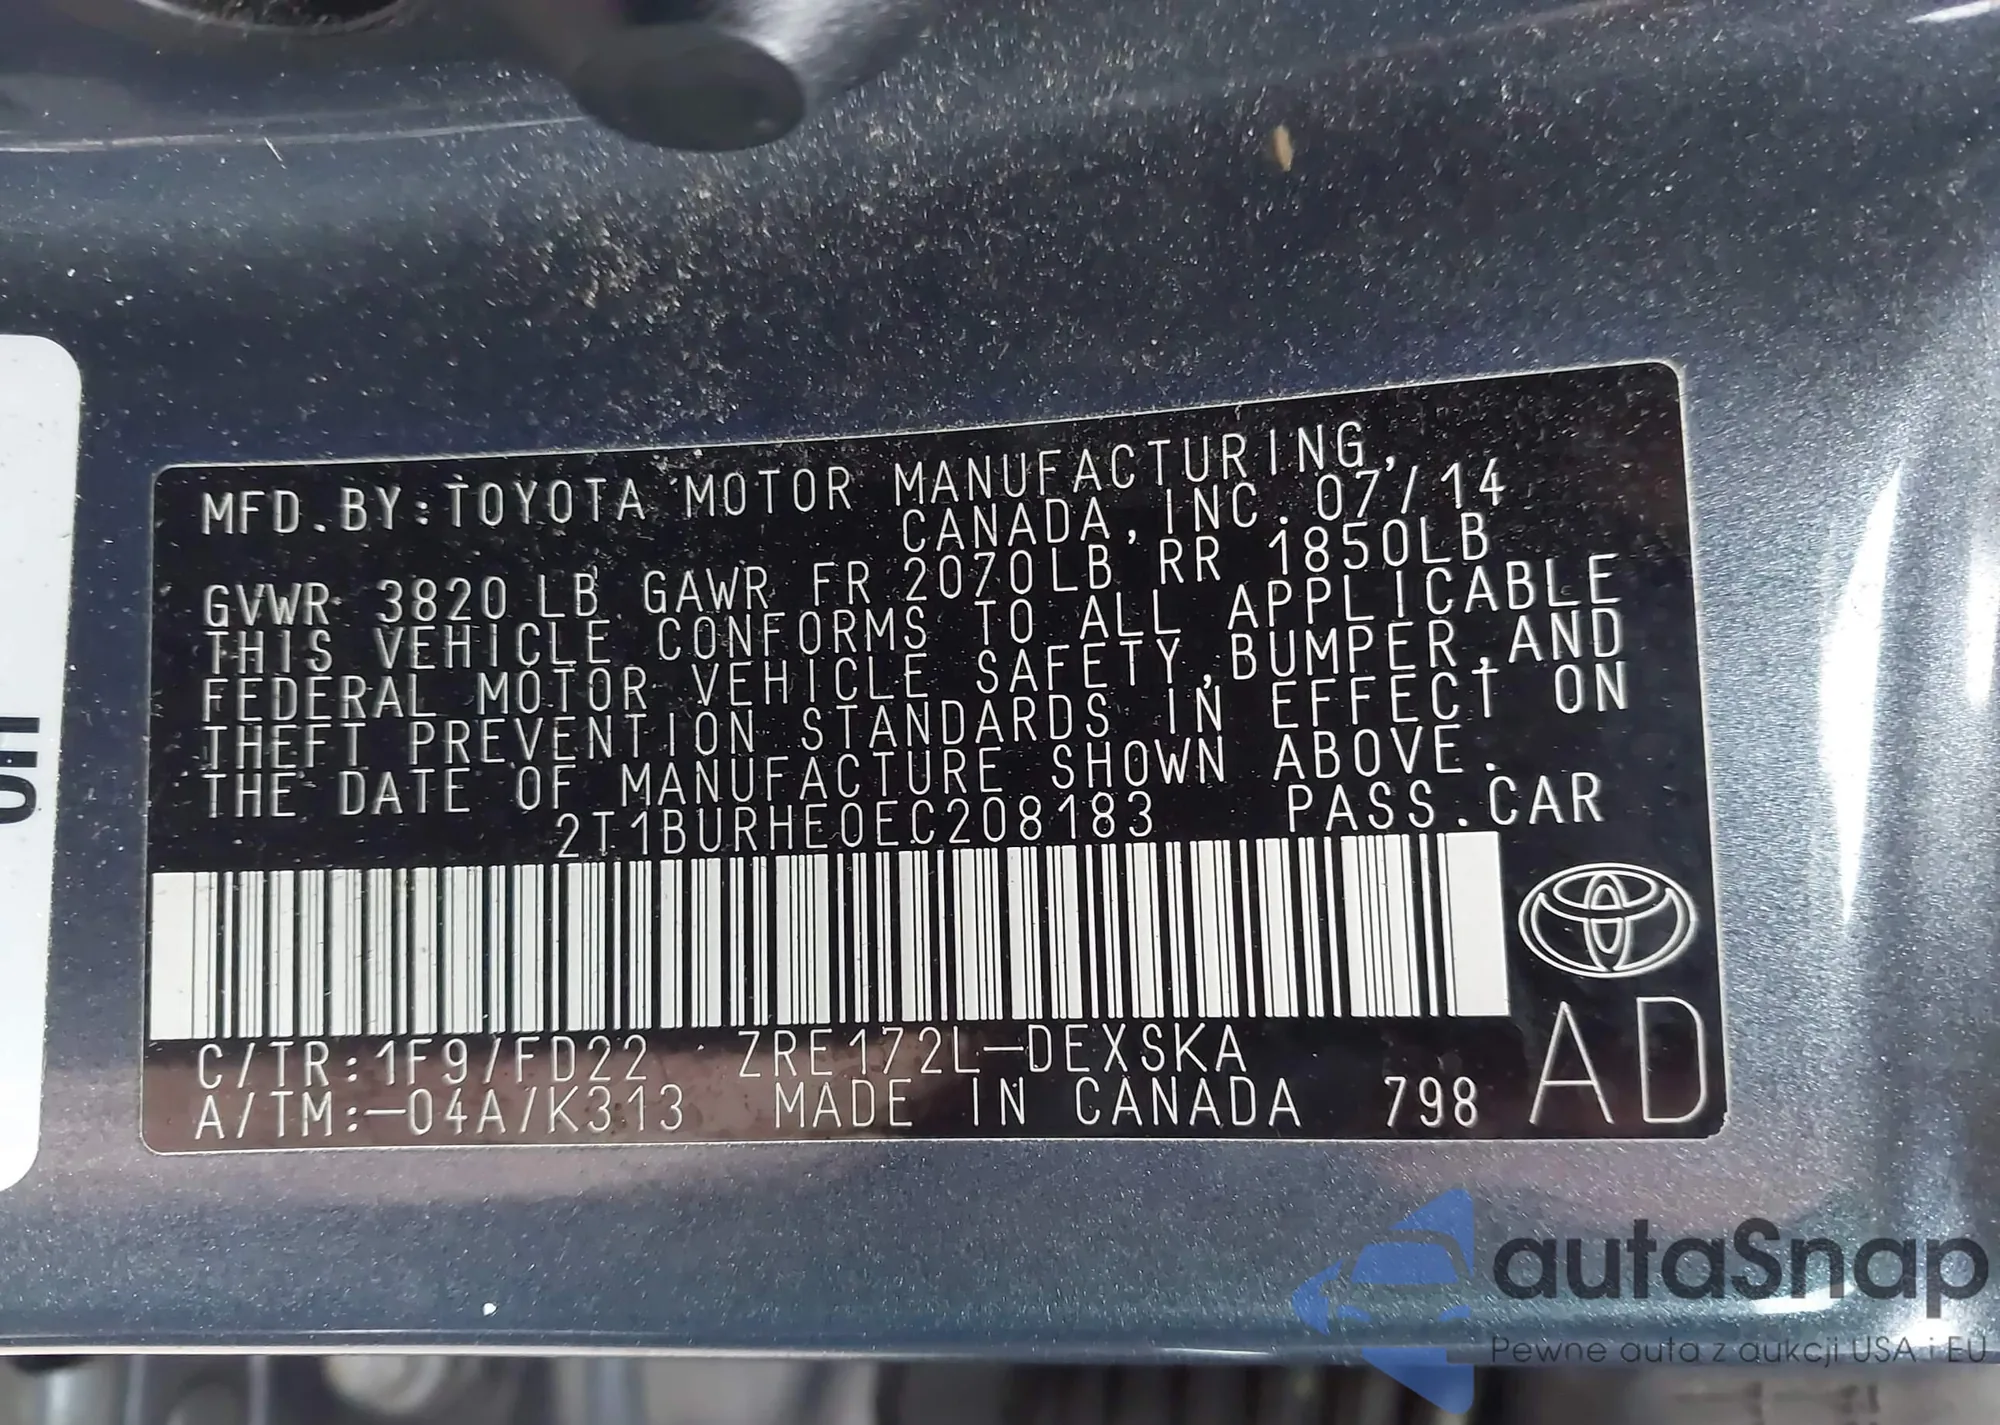 MFD.BY:TOYOTA MOTOR MANUFACTURING,
CANADA, INC. 07/14
GVWR 3820 LB GAWR FR 2070LB RR 1850LB
THIS VEHICLE CONFORMS TO ALL APPLICABLE
FEDERAL MOTOR VEHICLE SAFETY, BUMPER, AND
THEFT PREVENTION STANDARDS IN EFFECT ON
THE DATE OF MANUFACTURE SHOWN ABOVE.
2T1BURHE0EC208183 PASS.CAR
C/TR:1F9/FD22 ZRE172L-DEXSKA
A/TM:-04A/K313 MADE IN CANADA 798
AD
autaSnap
Pewne auta z aukcji USA i EU